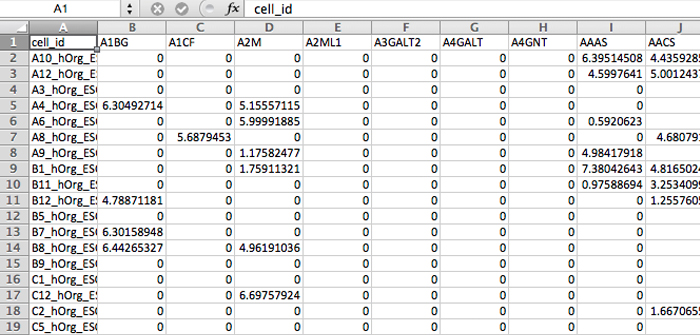 A1 fx cell_id
A B C D E F G H I J
1 cell_id A1BG A1CF A2M A2ML1 A3GALT2 A4GALT A4GNT AAAS AACS
2 A10_hOrg_E 0 0 0 0 0 0 0 6.39514508 4.4359285
3 A12_hOrg_E 0 0 0 0 0 0 0 4.5997641 5.0012437
4 A3_hOrg_ES 0 0 0 0 0 0 0 0
5 A4_hOrg_ES 6.30492714 0 5.15557115 0 0 0 0 0
6 A6_hOrg_ES 0 0 5.99991885 0 0 0 0 0.5920623
7 A8_hOrg_ES 0 5.6879453 0 0 0 0 0 0 4.680791
8 A9_hOrg_ES 0 0 1.17582477 0 0 0 0 4.98417918
9 B1_hOrg_ES 0 0 1.75911321 0 0 0 0 7.38042643 4.8165024
10 B11_hOrg_E 0 0 0 0 0 0 0 0.97588694 3.2534099
11 B12_hOrg_E 4.78871181 0 0 0 0 0 0 0 1.2557605
12 B5_hOrg_ES 0 0 0 0 0 0 0 0
13 B7_hOrg_ES 6.30158948 0 0 0 0 0 0 0
14 B8_hOrg_ES 6.44265327 0 4.96191036 0 0 0 0 0
15 B9_hOrg_ES 0 0 0 0 0 0 0 0
16 C1_hOrg_ES 0 0 0 0 0 0 0 0
17 C12_hOrg_E 0 0 6.69757924 0 0 0 0 0
18 C2_hOrg_ES 0 0 0 0 0 0 0 0 1.667065
19 C5_hOrg_ES 0 0 0 0 0 0 0 0